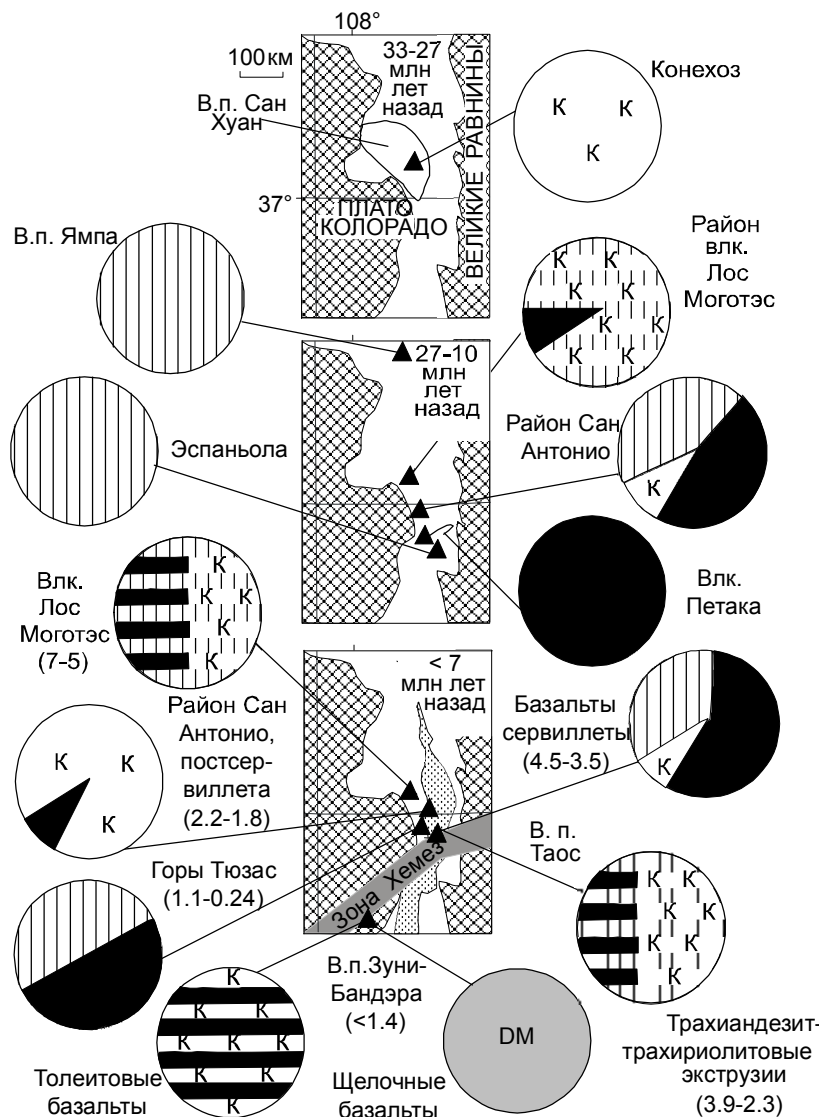 108°
100 км
33-27
млн
лет
назад
В.п. Сан
Хуан
37°
ПЛАТО
КОЛОРАДО
ВЕЛИКИЕ РАВНИНЫ
Конехоз
К К
К
В.п. Ямпа
Район
влк.
Лос
Моготэс
К К
К К
К К
К К
27-10
млн
лет
назад
Эспаньола
Район Сан
Антонио
К
Влк.
Петака
Влк.
Лос
Моготэс
(7-5)
К
К К
К
К
< 7
млн лет
назад
Базальты
сервиллеты
(4.5-3.5)
К
Район Сан
Антонио,
постсер-
виллета
(2.2-1.8)
К К
К
В. п.
Таос
Горы Тюзас
(1.1-0.24)
Зона Хемез
К К
К
К К
К
К
В.п.Зуни-
Бандэра
(<1.4)
К
К К
К К К
К К
К
DM
Толеитовые
базальты
Щелочные
базальты
Трахиандезит-
трахириолитовые
экструзии
(3.9-2.3)